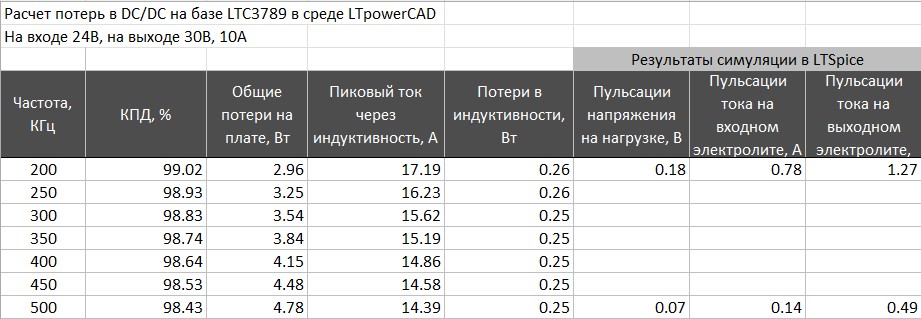 Расчет потерь в DC/DC на базе LTC3789 в среде LTpowerCAD
На входе 24В, на выходе 30В, 10А
Результаты симуляции в LTSpice
Частота, КГц КПД, % Общие потери на плате, Вт Пиковый ток через индуктивность, А Потери в индуктивности, Вт Пульсации напряжения на нагрузке, В Пульсации тока на входном электролите, А Пульсации тока на выходном электролите,
200 99.02 2.96 17.19 0.26 0.18 0.78 1.27
250 98.93 3.25 16.23 0.26
300 98.83 3.54 15.62 0.25
350 98.74 3.84 15.19 0.25
400 98.64 4.15 14.86 0.25
450 98.53 4.48 14.58 0.25
500 98.43 4.78 14.39 0.25 0.07 0.14 0.49